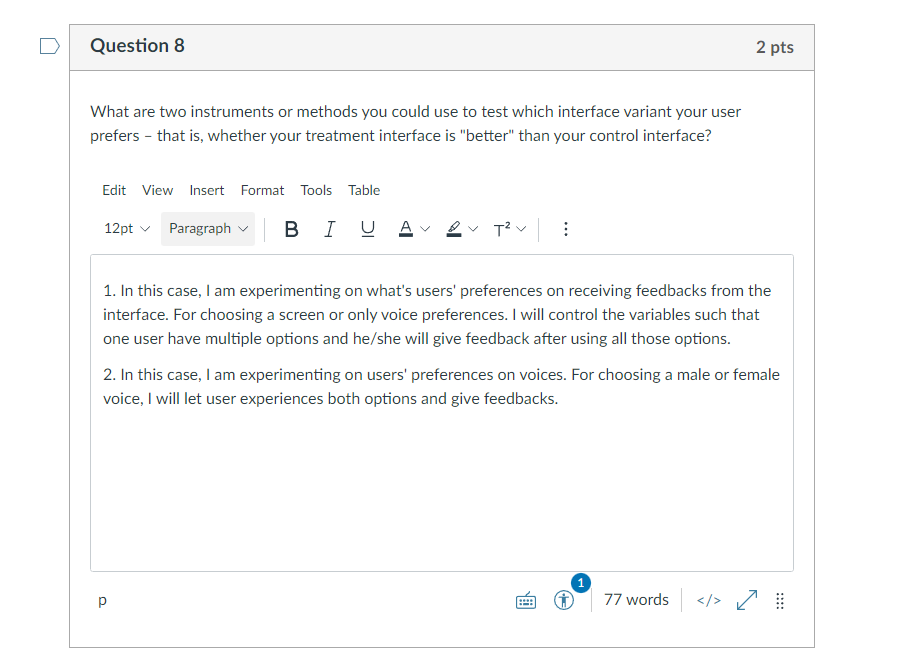 Question 8
2 pts
What are two instruments or methods you could use to test which interface variant your user
prefers – that is, whether your treatment interface is "better" than your control interface?
Edit View Insert Format Tools Table
12pt Paragraph B I U A T²
1. In this case, I am experimenting on what's users' preferences on receiving feedbacks from the
interface. For choosing a screen or only voice preferences. I will control the variables such that
one user have multiple options and he/she will give feedback after using all those options.
2. In this case, I am experimenting on users' preferences on voices. For choosing a male or female
voice, I will let user experiences both options and give feedbacks.
p
1
77 words </>